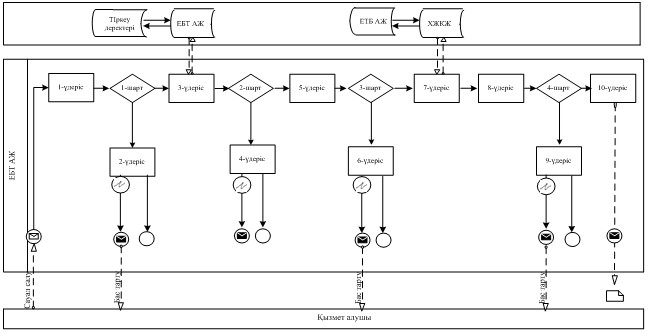 Тіркеу
деректері
ЕБТ АЖ
ЕТБ АЖ
ХЖКЖ
1-үдеріс
1-шарт
3-үдеріс
2-шарт
5-үдеріс
3-шарт
7-үдеріс
8-үдеріс
4-шарт
10-үдеріс
ЕБТ АЖ
2-үдеріс
4-үдеріс
6-үдеріс
9-үдеріс
Сауал салу
Бас тарту
Бас тарту
Бас тарту
Қызмет алушы